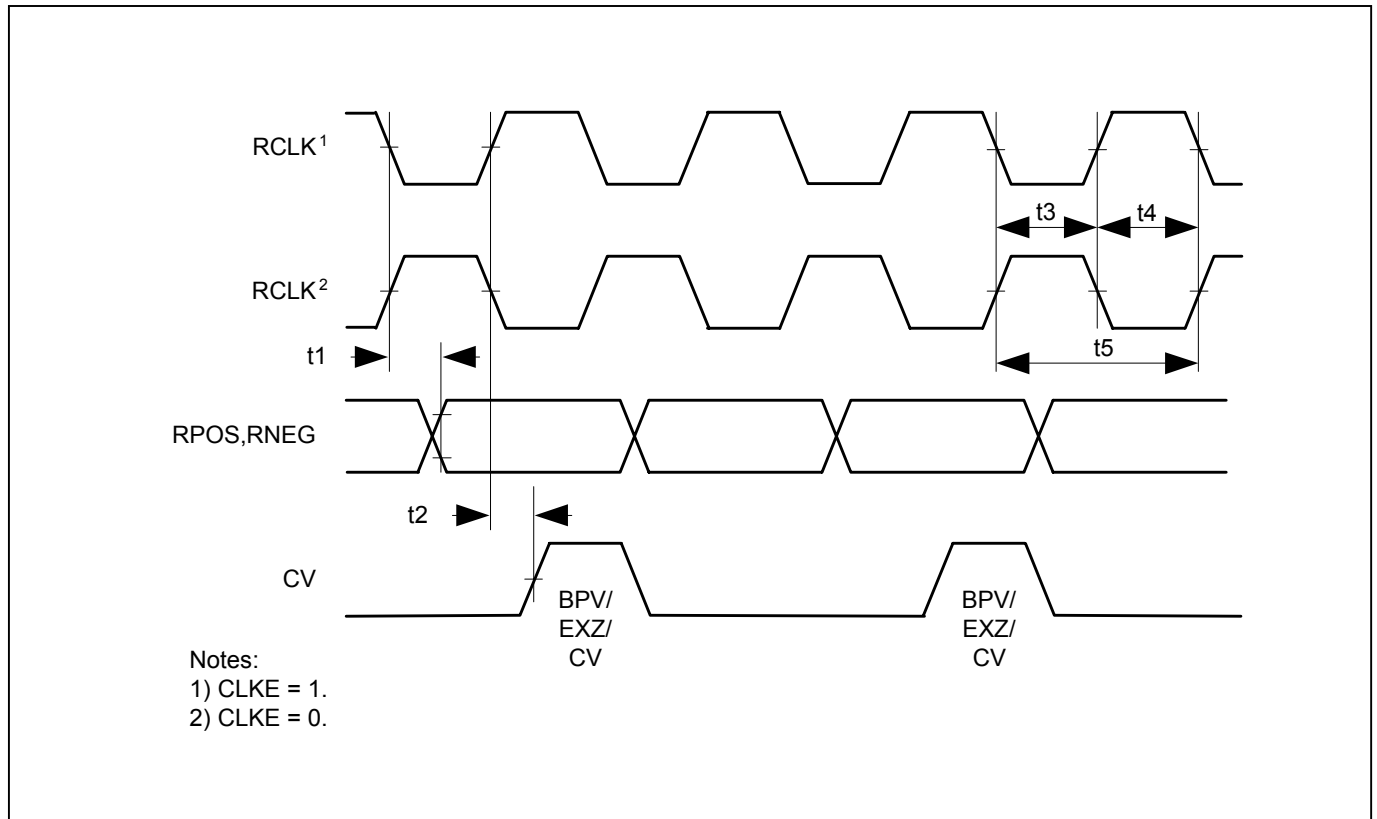 RCLK¹
t3
t4
RCLK²
t1
t5
RPOS,RNEG
t2
CV
BPV/
EXZ/
CV
BPV/
EXZ/
CV
Notes:
1) CLKE = 1.
2) CLKE = 0.